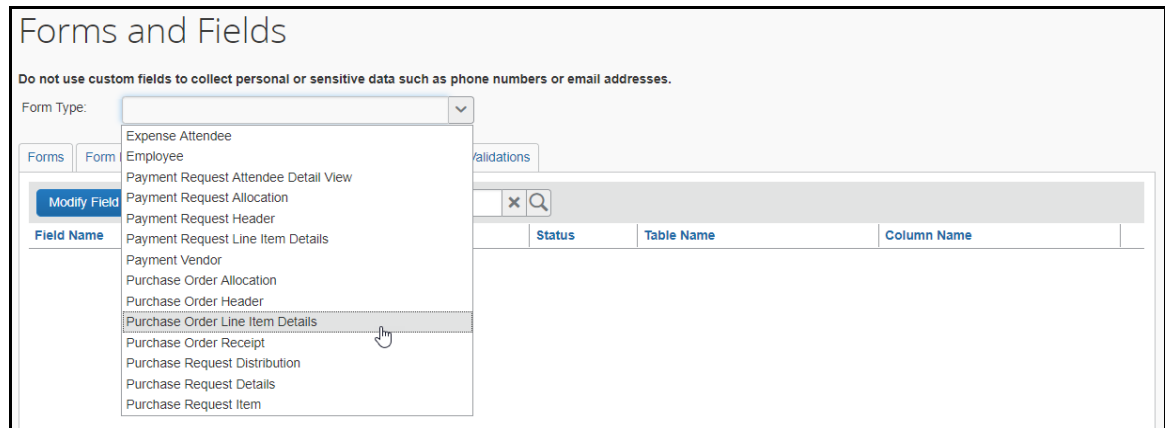 Forms and Fields
Do not use custom fields to collect personal or sensitive data such as phone numbers or email addresses.
Form Type:
Expense Attendee
Employee
Payment Request Attendee Detail View
Payment Request Allocation
Payment Request Header
Payment Request Line Item Details
Payment Vendor
Purchase Order Allocation
Purchase Order Header
Purchase Order Line Item Details
Purchase Order Receipt
Purchase Request Distribution
Purchase Request Details
Purchase Request Item
Forms Form Validations
Modify Field
Field Name Status Table Name Column Name